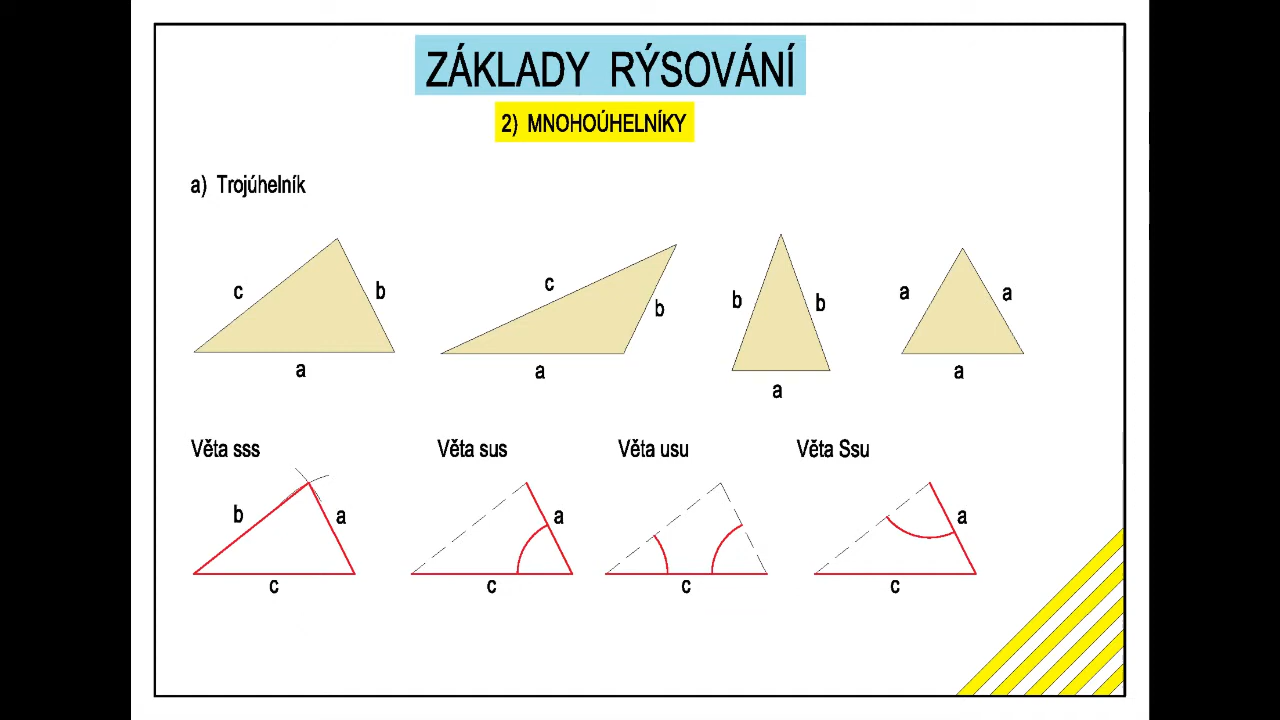 ZÁKLADY RÝSOVÁNÍ
2) MNOHOÚHELNÍKY
a) Trojúhelník
c b a
c b a
b b a
a a a
Věta sss Věta sus Věta usu Věta Ssu
b a c
a c
c
a c